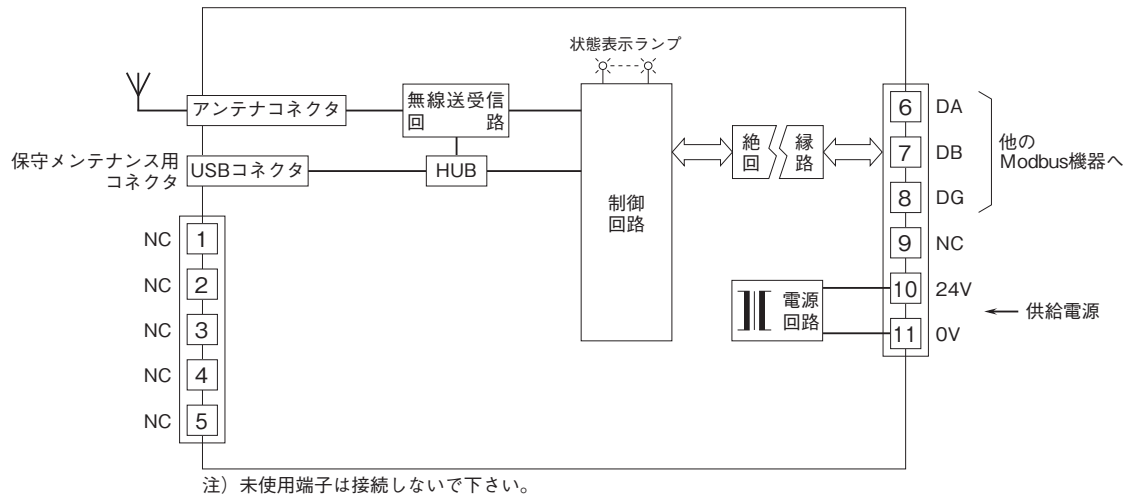 状態表示ランプ
アンテナコネクタ
無線送受信
回　　路
保守メンテナンス用
コネクタ
USBコネクタ
HUB
制御
回路
絶 縁
回 路
6 DA
7 DB
8 DG
他の
Modbus機器へ
9 NC
10 24V
11 0V
電源
回路
供給電源
NC 1
NC 2
NC 3
NC 4
NC 5
注）未使用端子は接続しないで下さい。